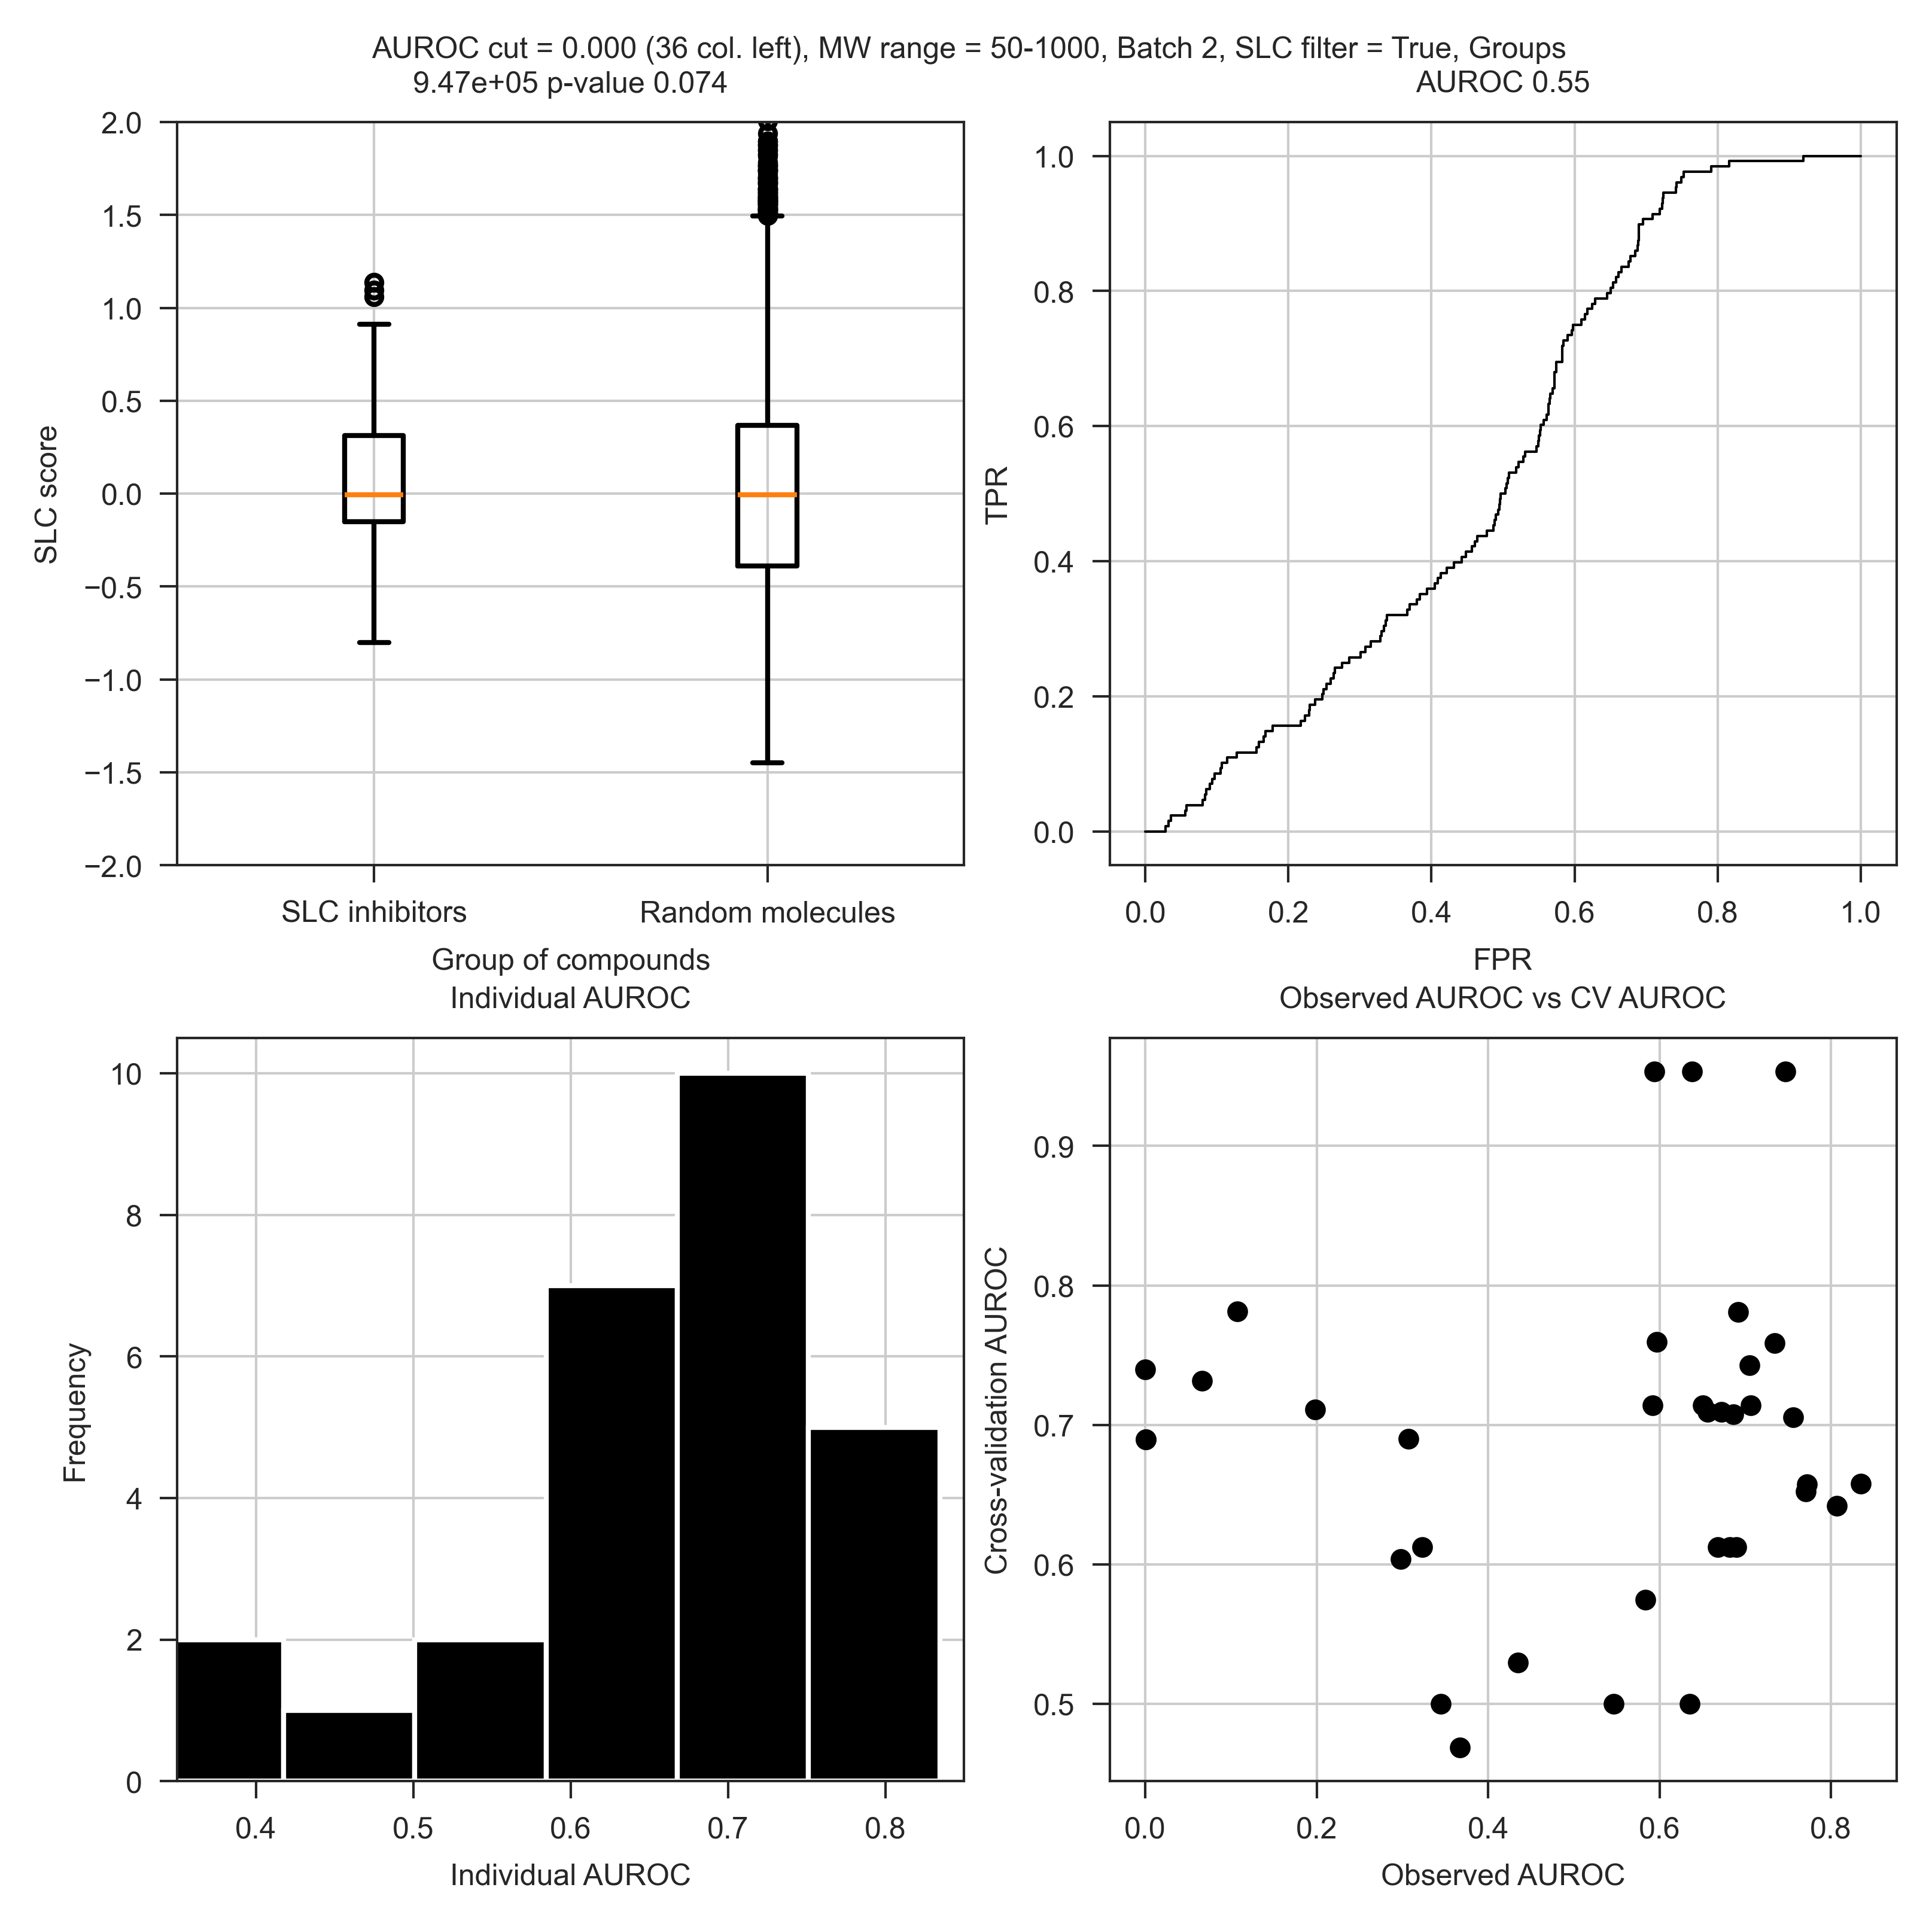 AUROC cut = 0.000 (36 col. left), MW range = 50-1000, Batch 2, SLC filter = True, Groups
9.47e+05 p-value 0.074
2.0
1.5
1.0
0.5
0.0
−0.5
−1.0
−1.5
−2.0
SLC score
SLC inhibitors
Random molecules
Group of compounds
AUROC 0.55
1.0
0.8
0.6
0.4
0.2
0.0
TPR
0.0
0.2
0.4
0.6
0.8
1.0
FPR
Individual AUROC
10
8
6
4
2
0
Frequency
0.4
0.5
0.6
0.7
0.8
Individual AUROC
Observed AUROC vs CV AUROC
0.9
0.8
0.7
0.6
0.5
Cross-validation AUROC
0.0
0.2
0.4
0.6
0.8
Observed AUROC